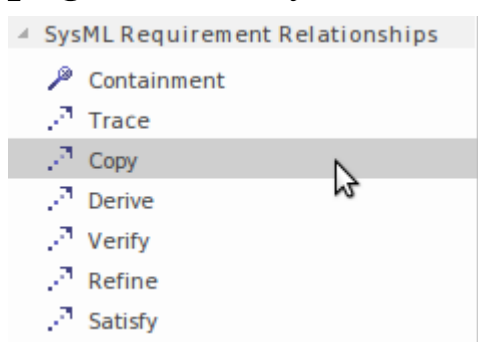 SysML Requirement Relationships
Containment
Trace
Copy
Derive
Verify
Refine
Satisfy